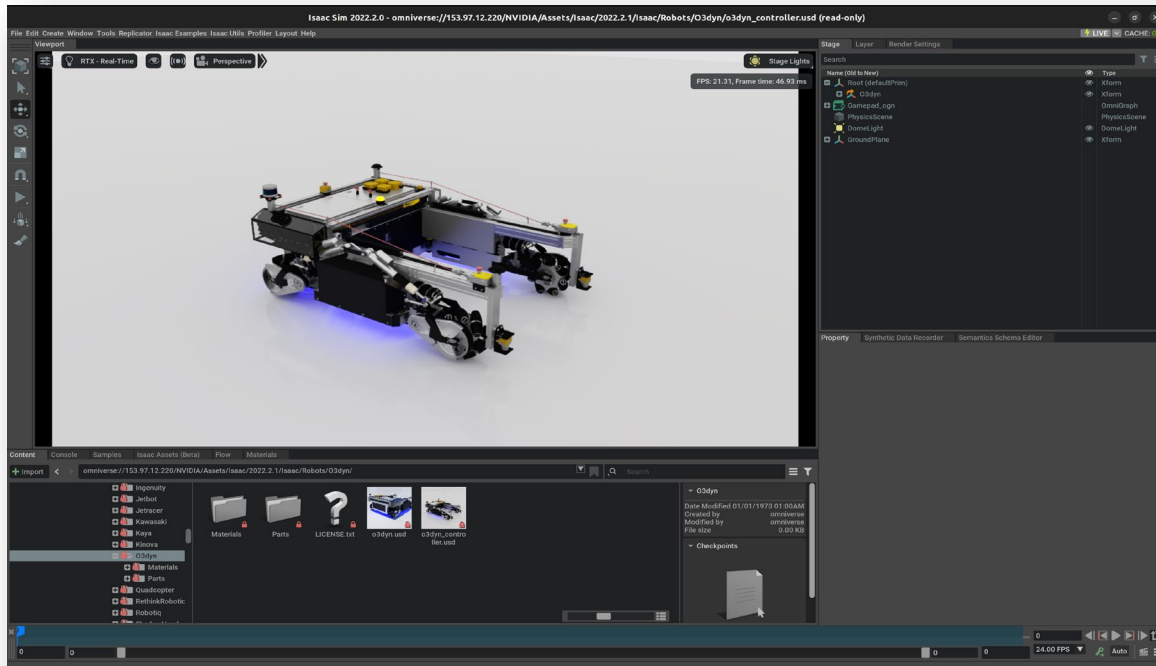 Isaac Sim 2022.2.0 - omniverse://153.97.12.220/NVIDIA/Assets/Isaac/2022.2.1/Isaac/Robots/O3dyn/o3dyn_controller.usd (read-only)
File Edit Create Window Tools Replicator Isaac Examples Isaac Utils Profiler Layout Help
LIVE CACHE:
Viewport
RTX - Real-Time
Perspective
Stage Lights
FPS: 21.31, Frame time: 46.93 ms
Stage Layer Render Settings
Search
Name (Old to New) Type
Root (defaultPrim) Xform
O3dyn Xform
Gamepad_ogn OmniGraph
PhysicsScene PhysicsScene
DomeLight DomeLight
GroundPlane Xform
Property Synthetic Data Recorder Semantics Schema Editor
Content Console Samples Isaac Assets (Beta) Flow Materials
Import < > omniverse://153.97.12.220/NVIDIA/Assets/Isaac/2022.2.1/Isaac/Robots/O3dyn/ Search
Ingenuity
Jetbot
Jetracer
Kawasaki
Kaya
Kinova
O3dyn
Materials
Parts
Quadcopter
RethinkRobotic
Robotiq
Materials
Parts
LICENSE.txt
o3dyn.usd
o3dyn_contro
ller.usd
O3dyn
Date Modified 01/01/1970 01:00AM
Created by omniverse
Modified by omniverse
File size 0.00 KB
Checkpoints
0
0 0 0 0 24.00 FPS Auto